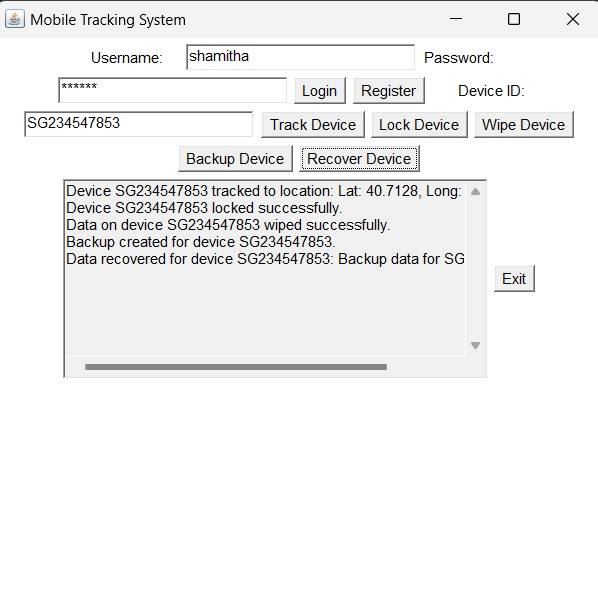 Mobile Tracking System
Username: shamitha Password:
****** Login Register Device ID:
SG234547853 Track Device Lock Device Wipe Device
Backup Device Recover Device
Device SG234547853 tracked to location: Lat: 40.7128, Long:
Device SG234547853 locked successfully.
Data on device SG234547853 wiped successfully.
Backup created for device SG234547853.
Data recovered for device SG234547853: Backup data for SG
Exit